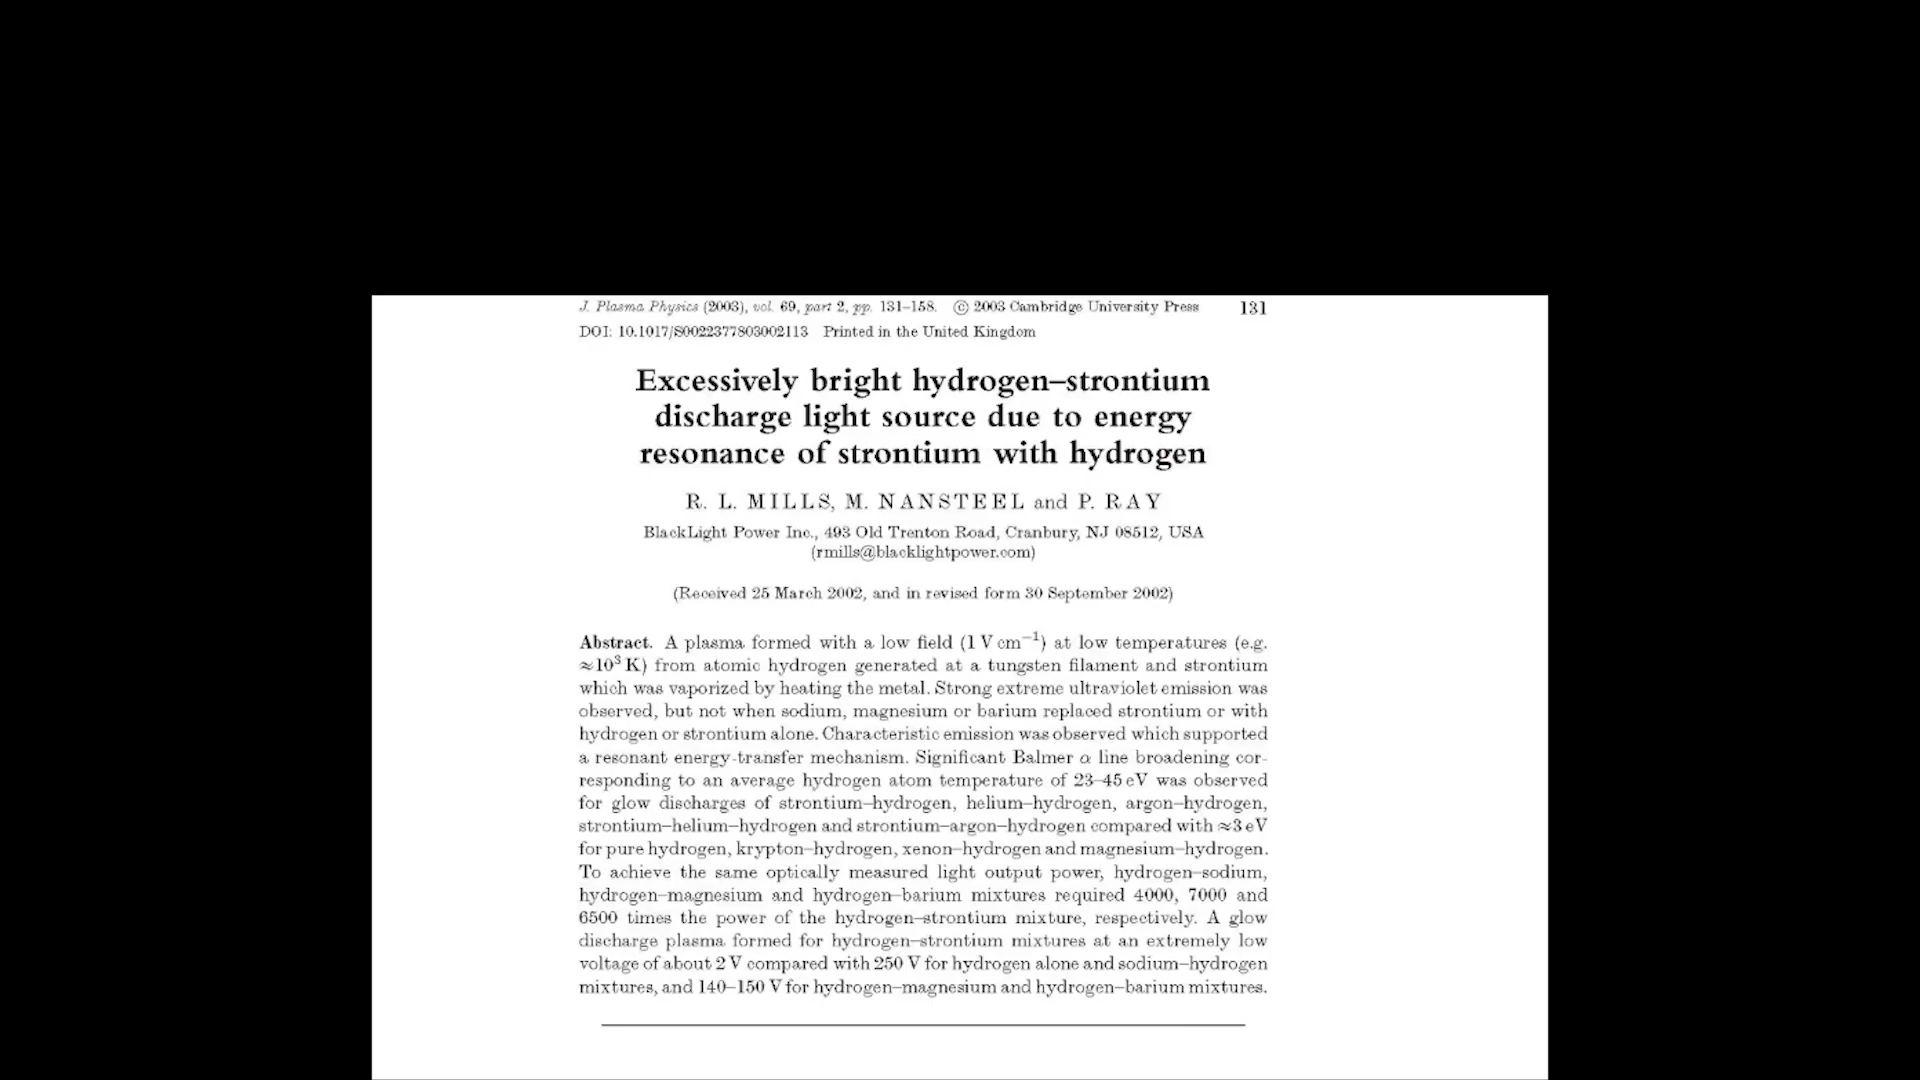 J. Plasma Physics (2003), vol. 69, part 2, pp. 131–158. © 2003 Cambridge University Press 131
DOI: 10.1017/S0022377803002113 Printed in the United Kingdom
Excessively bright hydrogen–strontium
discharge light source due to energy
resonance of strontium with hydrogen
R. L. MILLS, M. NANSTEEL and P. RAY
BlackLight Power Inc., 493 Old Trenton Road, Cranbury, NJ 08512, USA
(rmills@blacklightpower.com)
(Received 25 March 2002, and in revised form 30 September 2002)
Abstract. A plasma formed with a low field (1 V cm⁻¹) at low temperatures (e.g.
≈10³ K) from atomic hydrogen generated at a tungsten filament and strontium
which was vaporized by heating the metal. Strong extreme ultraviolet emission was
observed, but not when sodium, magnesium or barium replaced strontium or with
hydrogen or strontium alone. Characteristic emission was observed which supported
a resonant energy-transfer mechanism. Significant Balmer α line broadening cor-
responding to an average hydrogen atom temperature of 23–45 eV was observed
for glow discharges of strontium–hydrogen, helium–hydrogen, argon–hydrogen,
strontium–helium–hydrogen and strontium–argon–hydrogen compared with ≈3 eV
for pure hydrogen, krypton–hydrogen, xenon–hydrogen and magnesium–hydrogen.
To achieve the same optically measured light output power, hydrogen–sodium,
hydrogen–magnesium and hydrogen–barium mixtures required 4000, 7000 and
6500 times the power of the hydrogen–strontium mixture, respectively. A glow
discharge plasma formed for hydrogen–strontium mixtures at an extremely low
voltage of about 2 V compared with 250 V for hydrogen alone and sodium–hydrogen
mixtures, and 140–150 V for hydrogen–magnesium and hydrogen–barium mixtures.